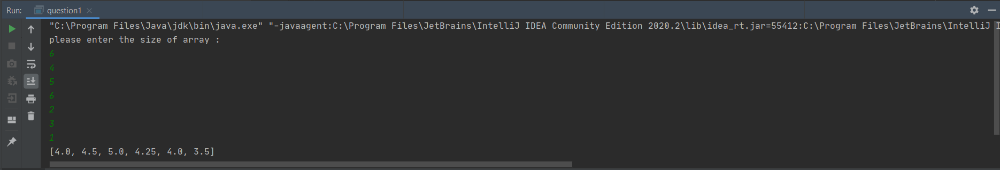 Run: question1
"C:\Program Files\Java\jdk\bin\java.exe" "-javaagent:C:\Program Files\JetBrains\IntelliJ IDEA Community Edition 2020.2\lib\idea_rt.jar=55412:C:\Program Files\JetBrains\IntelliJ I
please enter the size of array :
6
4
5
6
2
3
1
[4.0, 4.5, 5.0, 4.25, 4.0, 3.5]